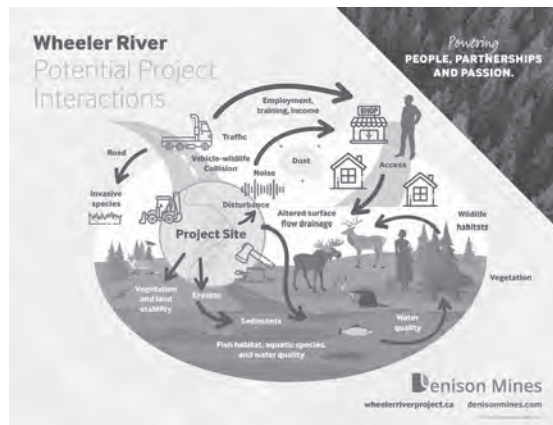 Wheeler River
Potential Project
Interactions
Powering
PEOPLE, PARTNERSHIPS
AND PASSION.
Employment,
training, income
SHOP
Traffic
Road
Vehicle-wildlife
Collision
Dust
Noise
Access
Invasive
species
Disturbance
Altered surface
flow drainage
Wildlife
habitats
Project Site
Vegetation
Vegetation
and land
stability
Erosion
Sediments
Water
quality
Fish habitat, aquatic species,
and water quality
Denison Mines
wheelerriverproject.ca denisonmines.com